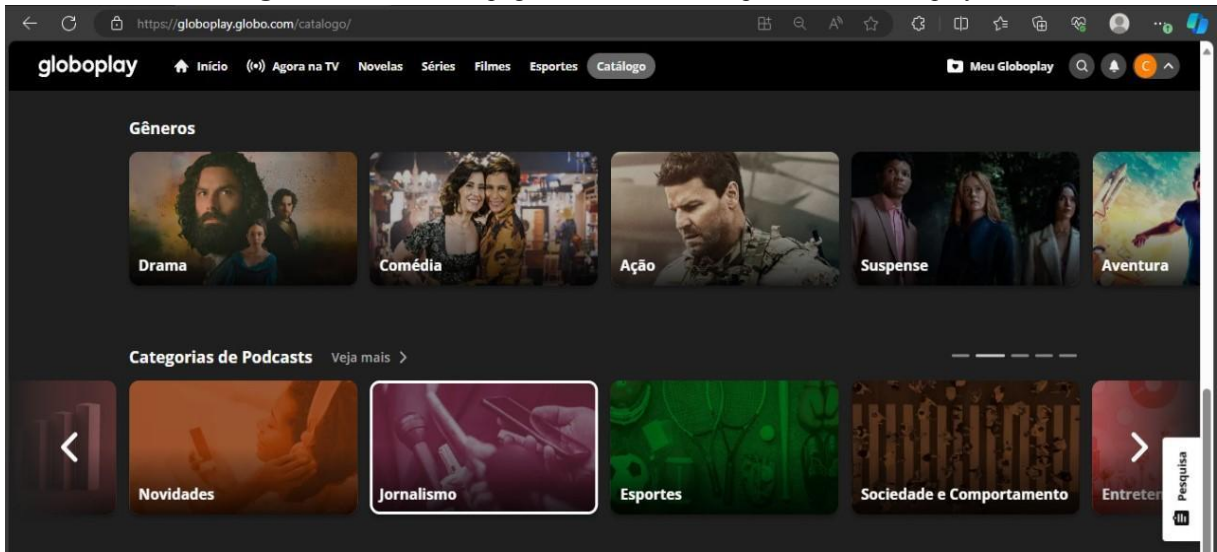 https://globoplay.globo.com/catalogo/
globoplay Início Agora na TV Novelas Séries Filmes Esportes Catálogo Meu Globoplay C
Gêneros
Drama Comédia Ação Suspense Aventura
Categorias de Podcasts Veja mais >
Novidades Jornalismo Esportes Sociedade e Comportamento Entreten
Pesquisa